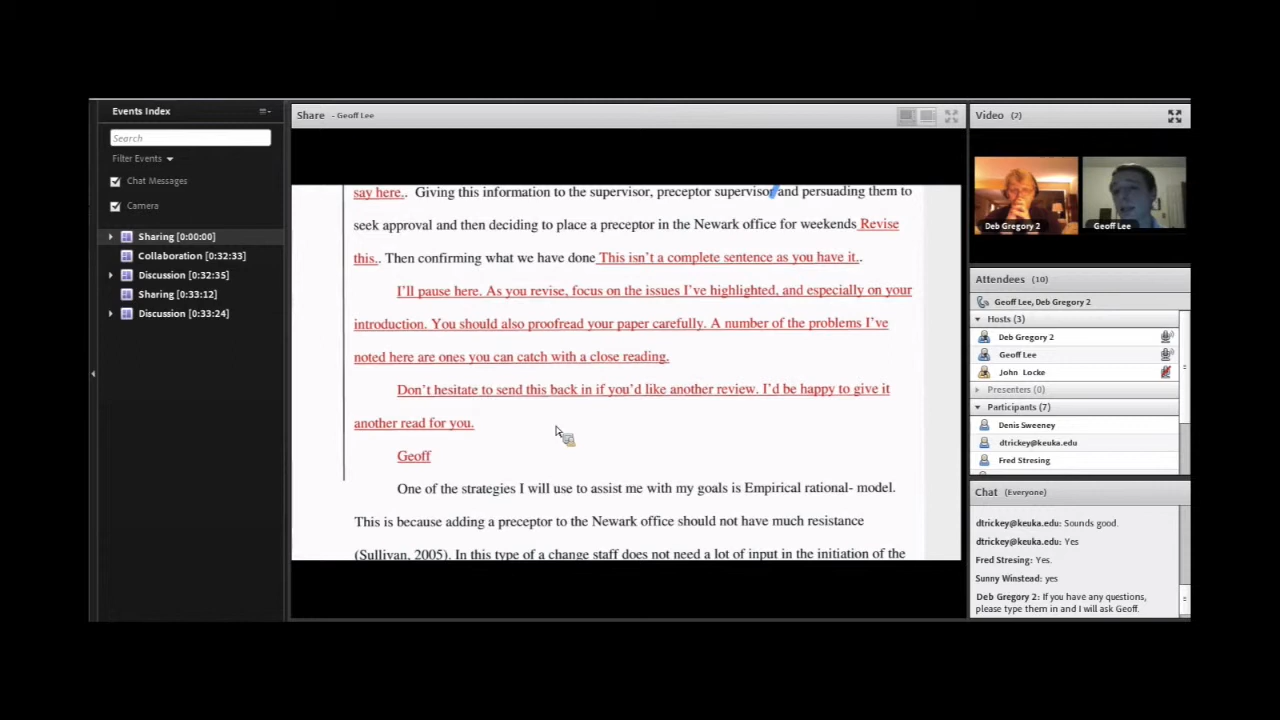 Events Index
Search
Filter Events
Chat Messages
Camera
Sharing [0:00:00]
Collaboration [0:32:33]
Discussion [0:32:35]
Sharing [0:33:12]
Discussion [0:33:24]
Share - Geoff Lee
say here.. Giving this information to the supervisor, preceptor supervisor and persuading them to
seek approval and then deciding to place a preceptor in the Newark office for weekends Revise
this.. Then confirming what we have done This isn't a complete sentence as you have it..
I'll pause here. As you revise, focus on the issues I've highlighted, and especially on your
introduction. You should also proofread your paper carefully. A number of the problems I've
noted here are ones you can catch with a close reading.
Don't hesitate to send this back in if you'd like another review. I'd be happy to give it
another read for you.
Geoff
One of the strategies I will use to assist me with my goals is Empirical rational- model.
This is because adding a preceptor to the Newark office should not have much resistance
(Sullivan, 2005). In this type of a change staff does not need a lot of input in the initiation of the
Video (2)
Deb Gregory 2
Geoff Lee
Attendees (10)
Geoff Lee, Deb Gregory 2
Hosts (3)
Deb Gregory 2
Geoff Lee
John Locke
Presenters (0)
Participants (7)
Denis Sweeney
dtrickey@keuka.edu
Fred Stresing
Chat (Everyone)
dtrickey@keuka.edu: Sounds good.
dtrickey@keuka.edu: Yes
Fred Stresing: Yes.
Sunny Winstead: yes
Deb Gregory 2: If you have any questions,
please type them in and I will ask Geoff.